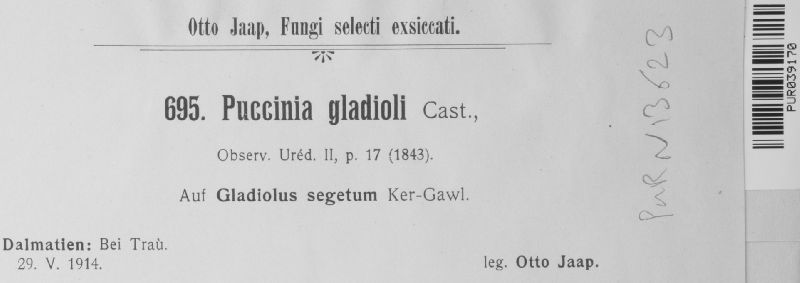 Otto Jaap, Fungi selecti exsiccati.
695. Puccinia gladioli Cast.,
Observ. Uréd. II, p. 17 (1843).
Auf Gladiolus segetum Ker-Gawl.
Dalmatien: Bei Traù.
29. V. 1914.
leg. Otto Jaap.
PUR N13623
PUR039170